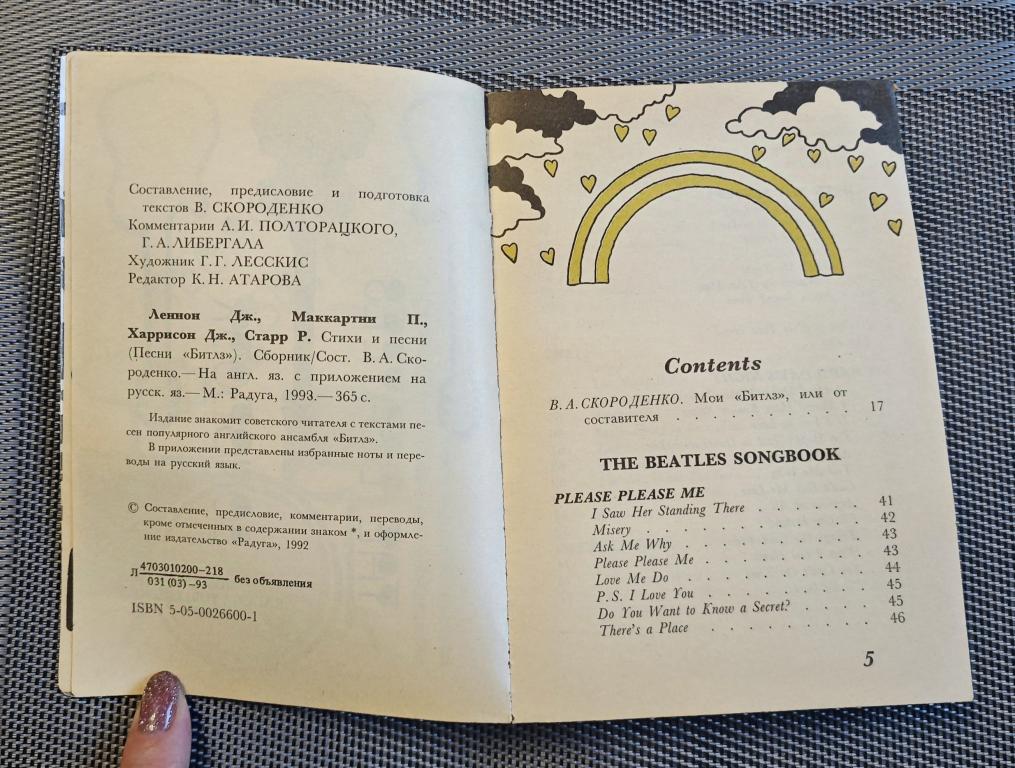 Составление, предисловие и подготовка
текстов В. СКОРОДЕНКО
Комментарии А. И. ПОЛТОРАЦКОГО,
Г. А. ЛИБЕРГАЛА
Художник Г. Г. ЛЕССКИС
Редактор К. Н. АТАРОВА
Леннон Дж., Маккартни П.,
Харрисон Дж., Старр Р. Стихи и песни
(Песни «Битлз»). Сборник/Сост. В. А. Ско-
роденко.—На англ. яз. с приложением на
русск. яз.—М.: Радуга, 1993.—365 с.
Издание знакомит советского читателя с текстами пе-
сен популярного английского ансамбля «Битлз».
В приложении представлены избранные ноты и пере-
воды на русский язык.
© Составление, предисловие, комментарии, переводы,
кроме отмеченных в содержании знаком *, и оформле-
ние издательство «Радуга», 1992
Л 4703010200–218
031 (03) –93 без объявления
ISBN 5-05-0026600-1
Contents
В. А. СКОРОДЕНКО. Мои «Битлз», или от
составителя . . . . . . . . . 17
THE BEATLES SONGBOOK
PLEASE PLEASE ME
I Saw Her Standing There . . . . . . 41
Misery . . . . . . . . . . . 42
Ask Me Why . . . . . . . . . . 43
Please Please Me . . . . . . . . . 43
Love Me Do . . . . . . . . . . 44
P.S. I Love You . . . . . . . . . 45
Do You Want to Know a Secret? . . . . 45
There's a Place . . . . . . . . . 46
5